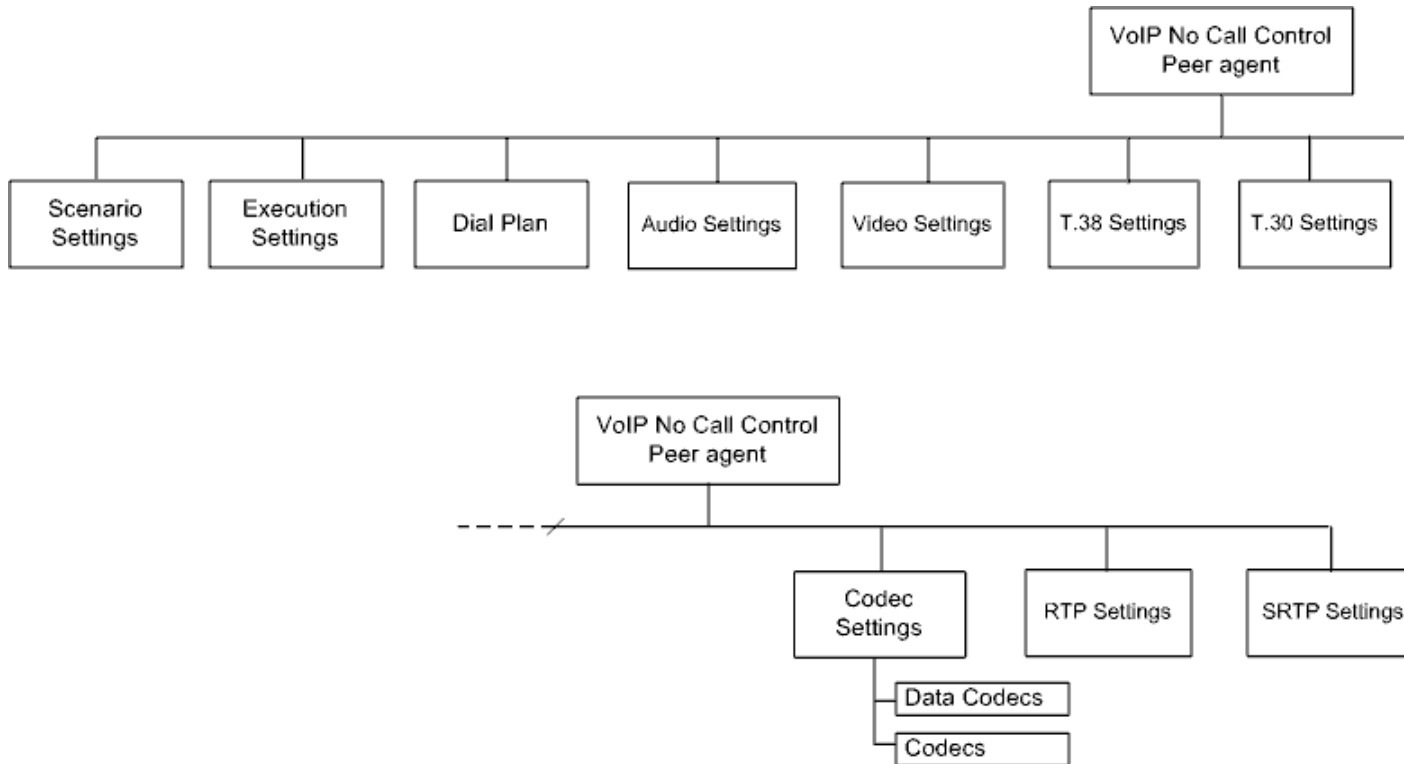 VoIP No Call Control
Peer agent
Scenario
Settings
Execution
Settings
Dial Plan
Audio Settings
Video Settings
T.38 Settings
T.30 Settings
VoIP No Call Control
Peer agent
Codec
Settings
RTP Settings
SRTP Settings
Data Codecs
Codecs